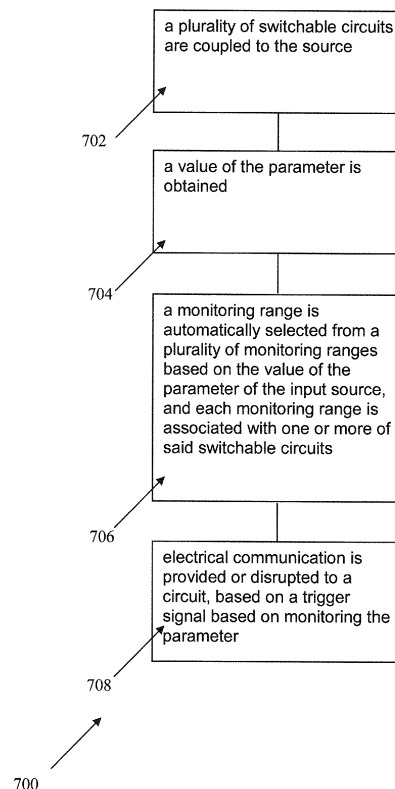 a plurality of switchable circuits
are coupled to the source
702
a value of the parameter is
obtained
704
a monitoring range is
automatically selected from a
plurality of monitoring ranges
based on the value of the
parameter of the input source,
and each monitoring range is
associated with one or more of
said switchable circuits
706
electrical communication is
provided or disrupted to a
circuit, based on a trigger
signal based on monitoring the
parameter
708
700